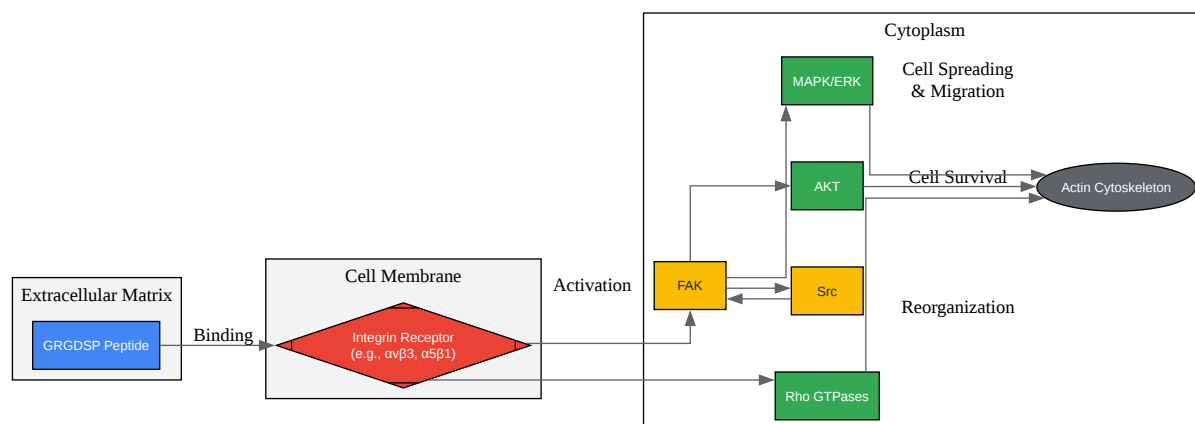 Cytoplasm
MAPK/ERK
Cell Spreading
& Migration
AKT
Cell Survival
Actin Cytoskeleton
Extracellular Matrix
GRGDSP Peptide
Binding
Cell Membrane
Integrin Receptor
(e.g., αvβ3, α5β1)
Activation
FAK
Src
Reorganization
Rho GTPases